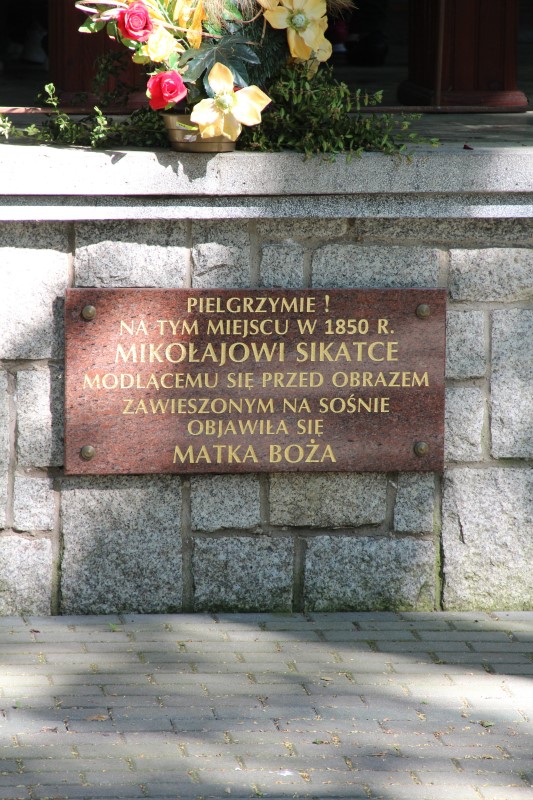 PIELGRZYMIE !
NA TYM MIEJSCU W 1850 R.
MIKOŁAJOWI SIKATCE
MODLĄCEMU SIĘ PRZED OBRAZEM
ZAWIESZONYM NA SOŚNIE
OBJAWIŁA SIĘ
MATKA BOŻA